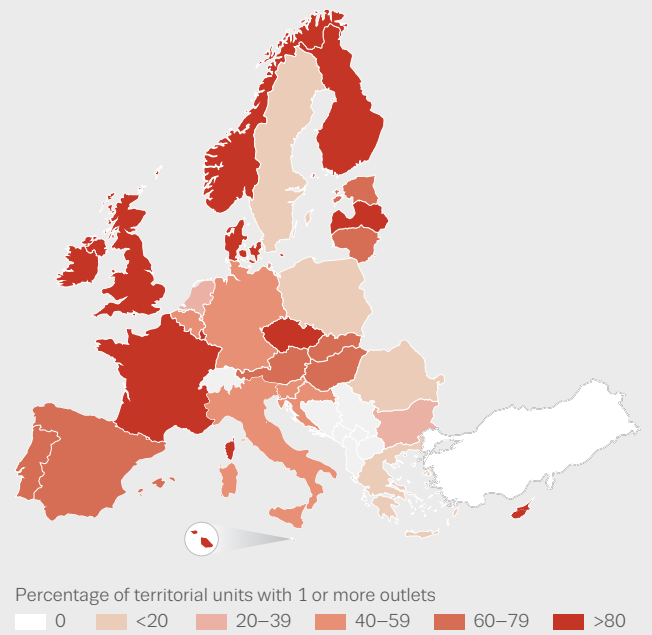 Percentage of territorial units with 1 or more outlets
0 <20 20–39 40–59 60–79 >80